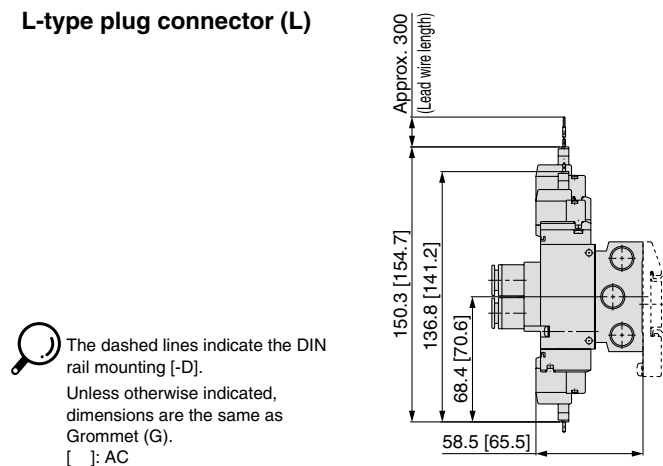 L-type plug connector (L)
Approx. 300
(Lead wire length)
150.3 [154.7]
136.8 [141.2]
68.4 [70.6]
58.5 [65.5]
The dashed lines indicate the DIN
rail mounting [-D].
Unless otherwise indicated,
dimensions are the same as
Grommet (G).
[ ]: AC